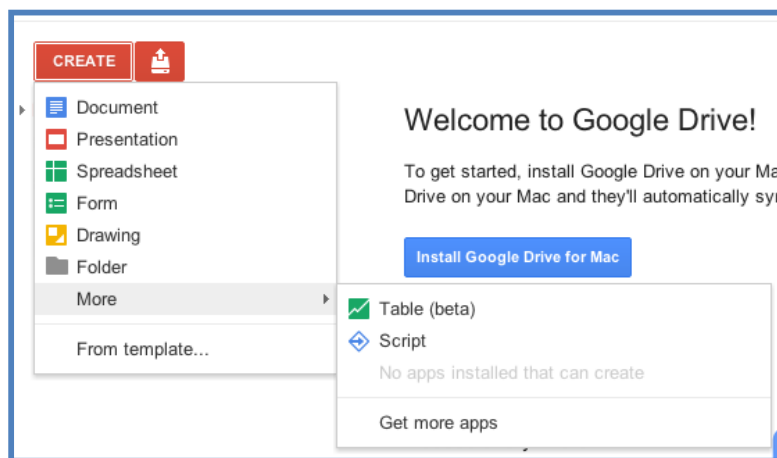 CREATE
Document
Presentation
Spreadsheet
Form
Drawing
Folder
More
From template...
Welcome to Google Drive!
To get started, install Google Drive on your
Drive on your Mac and they'll automatically
Install Google Drive for Mac
Table (beta)
Script
No apps installed that can create
Get more apps